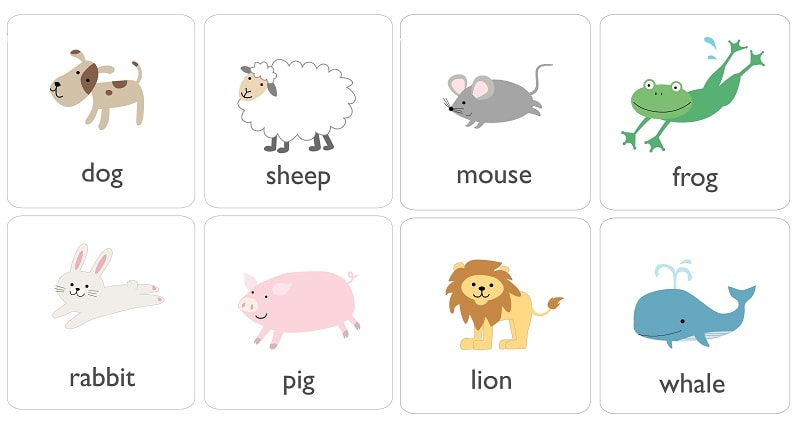 dog
sheep
mouse
frog
rabbit
pig
lion
whale